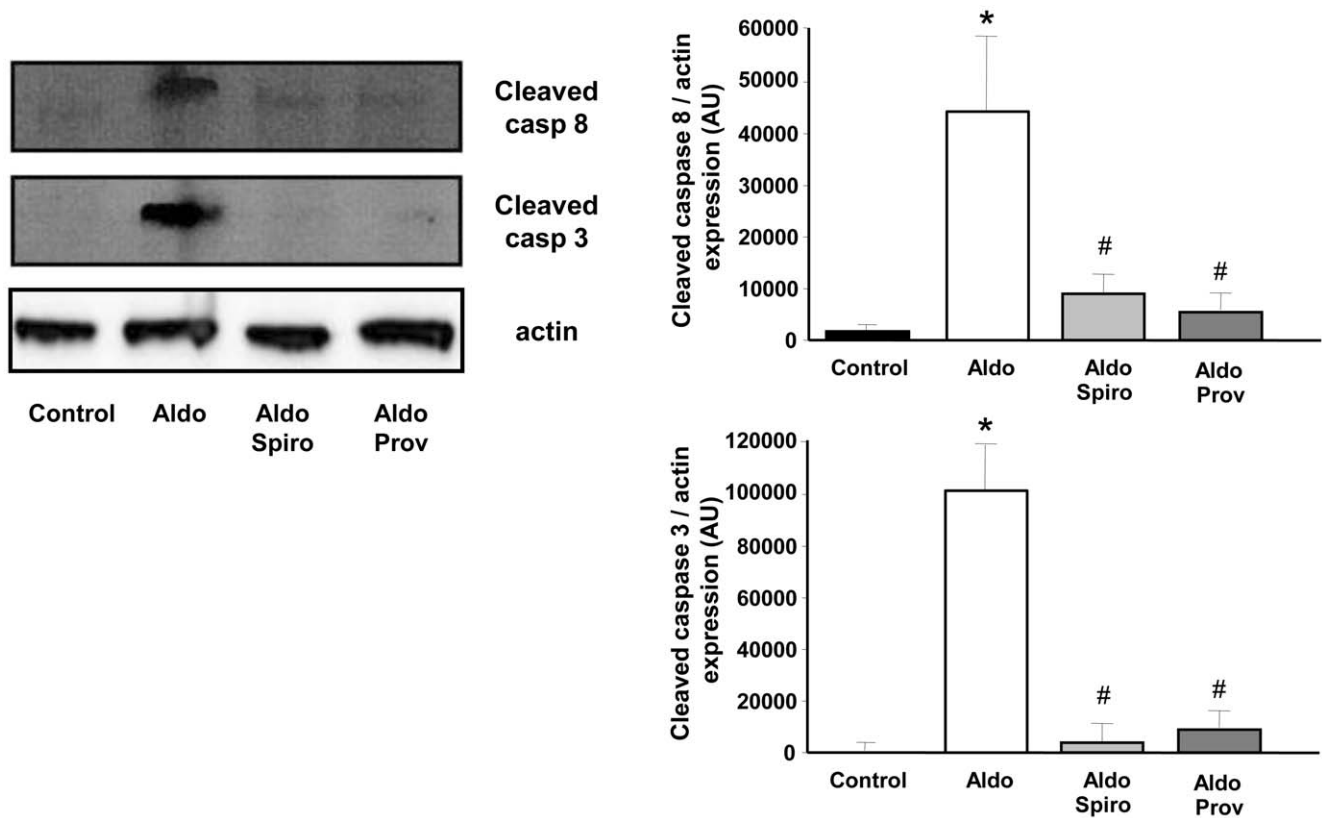 Cleaved
casp 8
Cleaved
casp 3
actin
Control
Aldo
Aldo
Spiro
Aldo
Prov
Cleaved caspase 8 / actin
expression (AU)
60000
50000
40000
30000
20000
10000
0
*
#
#
Control
Aldo
Aldo
Spiro
Aldo
Prov
Cleaved caspase 3 / actin
expression (AU)
120000
100000
80000
60000
40000
20000
0
*
#
#
Control
Aldo
Aldo
Spiro
Aldo
Prov